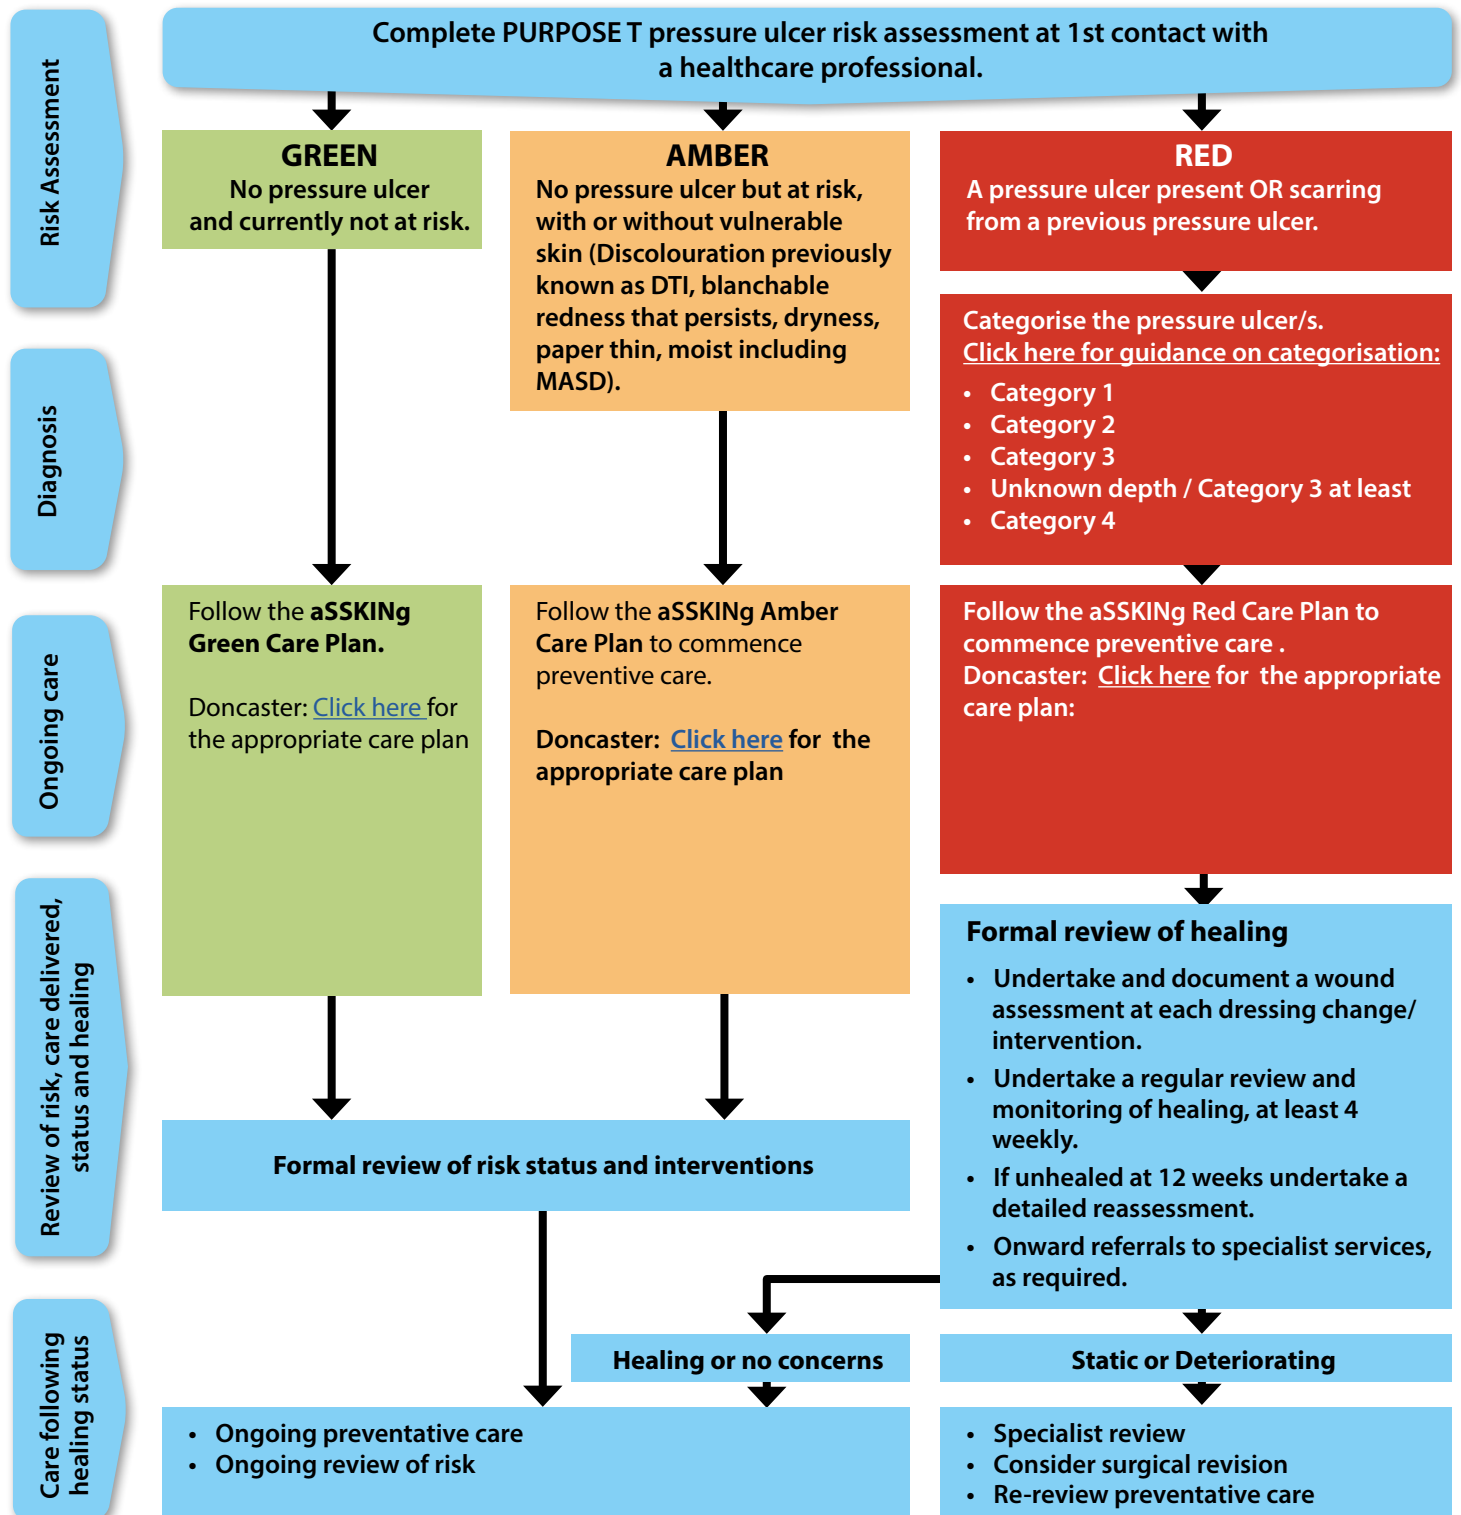 Complete PURPOSE T pressure ulcer risk assessment at 1st contact with
a healthcare professional.
Risk Assessment
GREEN
No pressure ulcer
and currently not at risk.
AMBER
No pressure ulcer but at risk,
with or without vulnerable
skin (Discolouration previously
known as DTI, blanchable
redness that persists, dryness,
paper thin, moist including
MASD).
RED
A pressure ulcer present OR scarring
from a previous pressure ulcer.
Diagnosis
Categorise the pressure ulcer/s.
Click here for guidance on categorisation:
• Category 1
• Category 2
• Category 3
• Unknown depth / Category 3 at least
• Category 4
Ongoing care
Follow the aSSKINg
Green Care Plan.
Doncaster: Click here for
the appropriate care plan
Follow the aSSKINg Amber
Care Plan to commence
preventive care.
Doncaster: Click here for the
appropriate care plan
Follow the aSSKINg Red Care Plan to
commence preventive care .
Doncaster: Click here for the appropriate
care plan:
Review of risk, care delivered,
status and healing
Formal review of risk status and interventions
Formal review of healing
• Undertake and document a wound
assessment at each dressing change/
intervention.
• Undertake a regular review and
monitoring of healing, at least 4
weekly.
• If unhealed at 12 weeks undertake a
detailed reassessment.
• Onward referrals to specialist services,
as required.
Care following
healing status
Healing or no concerns
Static or Deteriorating
• Ongoing preventative care
• Ongoing review of risk
• Specialist review
• Consider surgical revision
• Re-review preventative care